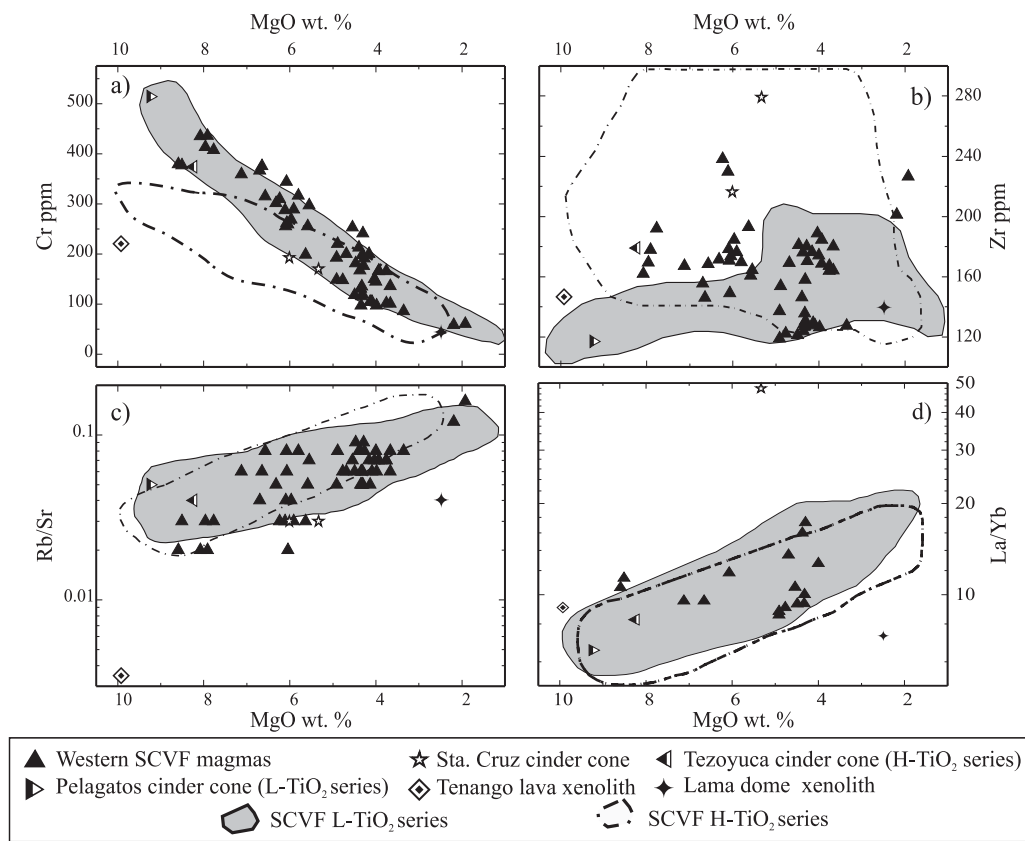 MgO wt. %
MgO wt. %
10 8 6 4 2
10 8 6 4 2
a)
b)
Cr ppm
500
400
300
200
100
0
Zr ppm
280
240
200
160
120
c)
d)
Rb/Sr
0.1
0.01
La/Yb
50
40
30
20
10
10 8 6 4 2
10 8 6 4 2
MgO wt. %
MgO wt. %
Western SCVF magmas Sta. Cruz cinder cone Tezoyuca cinder cone (H-TiO₂ series)
Pelagatos cinder cone (L-TiO₂ series) Tenango lava xenolith Lama dome xenolith
SCVF L-TiO₂ series SCVF H-TiO₂ series